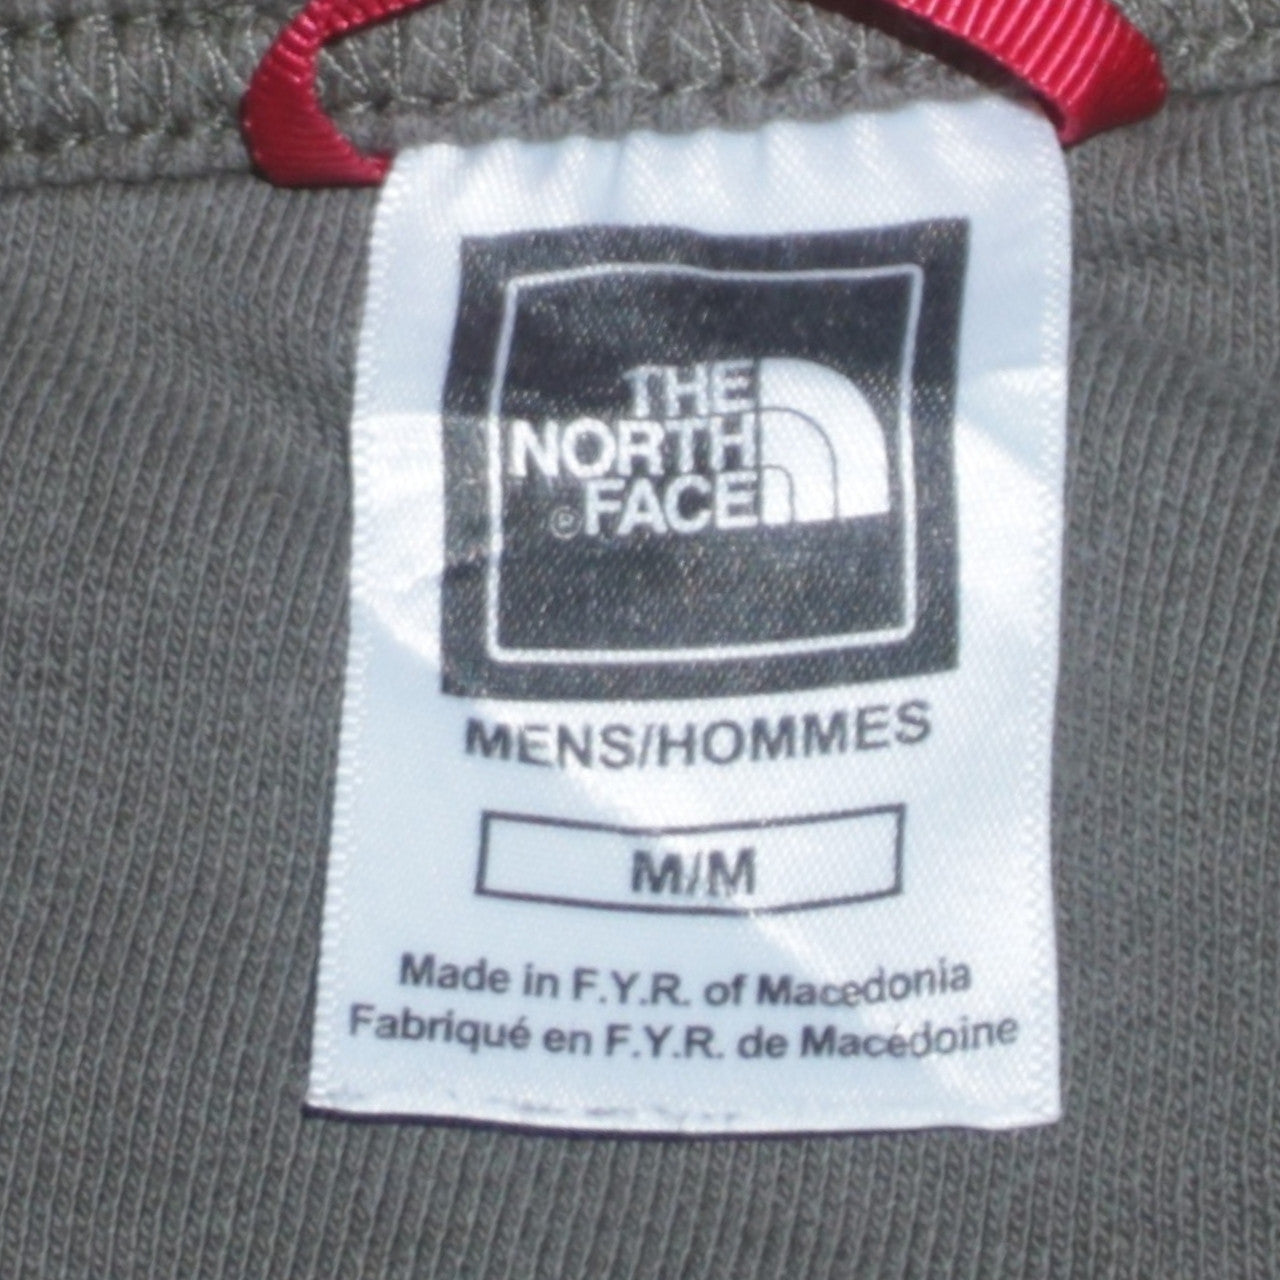 THE
NORTH
® FACE
MENS/HOMMES
M/M
Made in F.Y.R. of Macedonia
Fabriqué en F.Y.R. de Macédoine